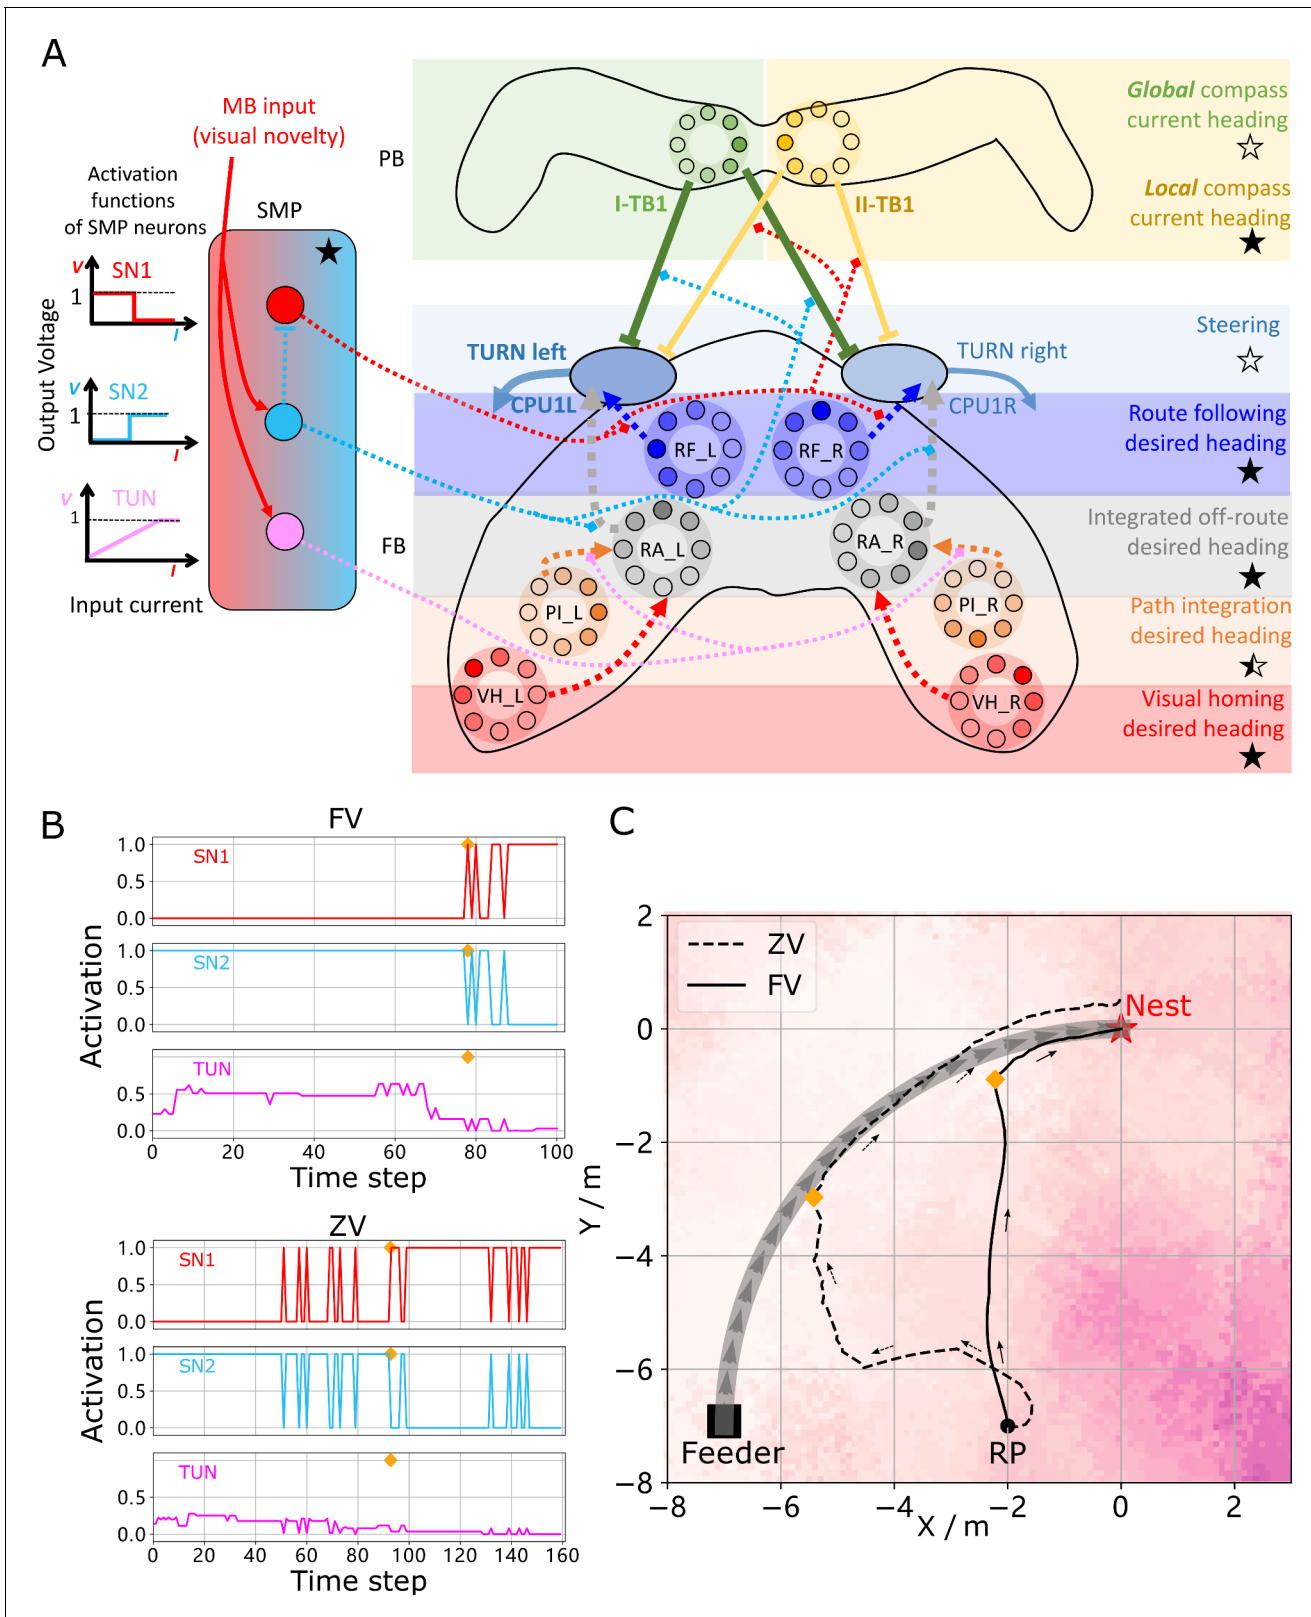 A
MB input
(visual novelty)
Activation
functions
of SMP neurons
SMP
Output Voltage
V
SN1
1
I
V
SN2
1
I
V
TUN
1
I
Input current
PB
I-TB1
II-TB1
Global compass
current heading
Local compass
current heading
Steering
TURN left
TURN right
CPU1L
CPU1R
RF_L
RF_R
Route following
desired heading
FB
RA_L
RA_R
Integrated off-route
desired heading
PI_L
PI_R
Path integration
desired heading
VH_L
VH_R
Visual homing
desired heading
B
FV
Activation
1.0
0.5
0.0
SN1
1.0
0.5
0.0
SN2
0.5
0.0
TUN
0 20 40 60 80 100
Time step
ZV
Activation
1.0
0.5
0.0
SN1
1.0
0.5
0.0
SN2
0.5
0.0
TUN
0 20 40 60 80 100 120 140 160
Time step
C
ZV
FV
Nest
Feeder
RP
Y / m
2
0
−2
−4
−6
−8
−8 −6 −4 −2 0 2
X / m